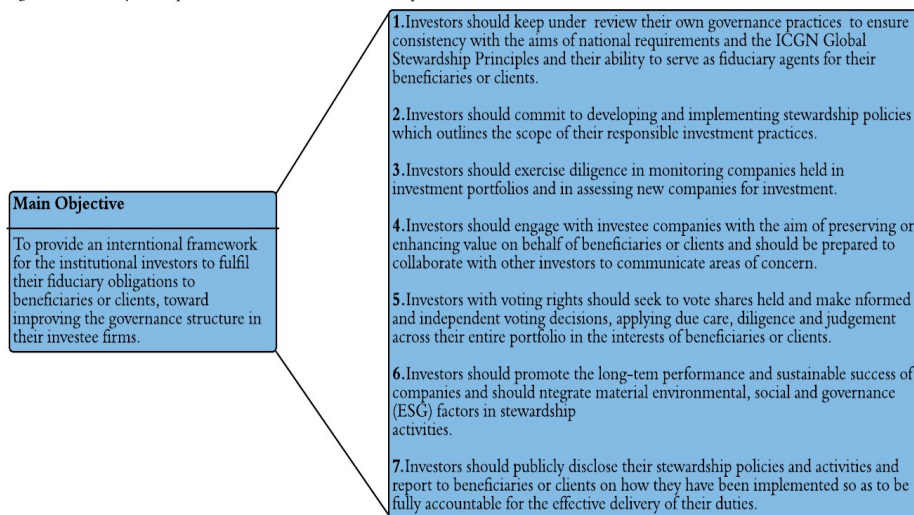 Main Objective
To provide an interntional framework
for the institutional investors to fulfil
their fiduciary obligations to
beneficiaries or clients, toward
improving the governance structure in
their investee firms.
1.Investors should keep under review their own governance practices to ensure
consistency with the aims of national requirements and the ICGN Global
Stewardship Principles and their ability to serve as fiduciary agents for their
beneficiaries or clients.
2.Investors should commit to developing and implementing stewardship policies
which outlines the scope of their responsible investment practices.
3.Investors should exercise diligence in monitoring companies held in
investment portfolios and in assessing new companies for investment.
4.Investors should engage with investee companies with the aim of preserving or
enhancing value on behalf of beneficiaries or clients and should be prepared to
collaborate with other investors to communicate areas of concern.
5.Investors with voting rights should seek to vote shares held and make nformed
and independent voting decisions, applying due care, diligence and judgement
across their entire portfolio in the interests of beneficiaries or clients.
6.Investors should promote the long-tem performance and sustainable success of
companies and should ntegrate material environmental, social and governance
(ESG) factors in stewardship
activities.
7.Investors should publicly disclose their stewardship policies and activities and
report to beneficiaries or clients on how they have been implemented so as to be
fully accountable for the effective delivery of their duties.